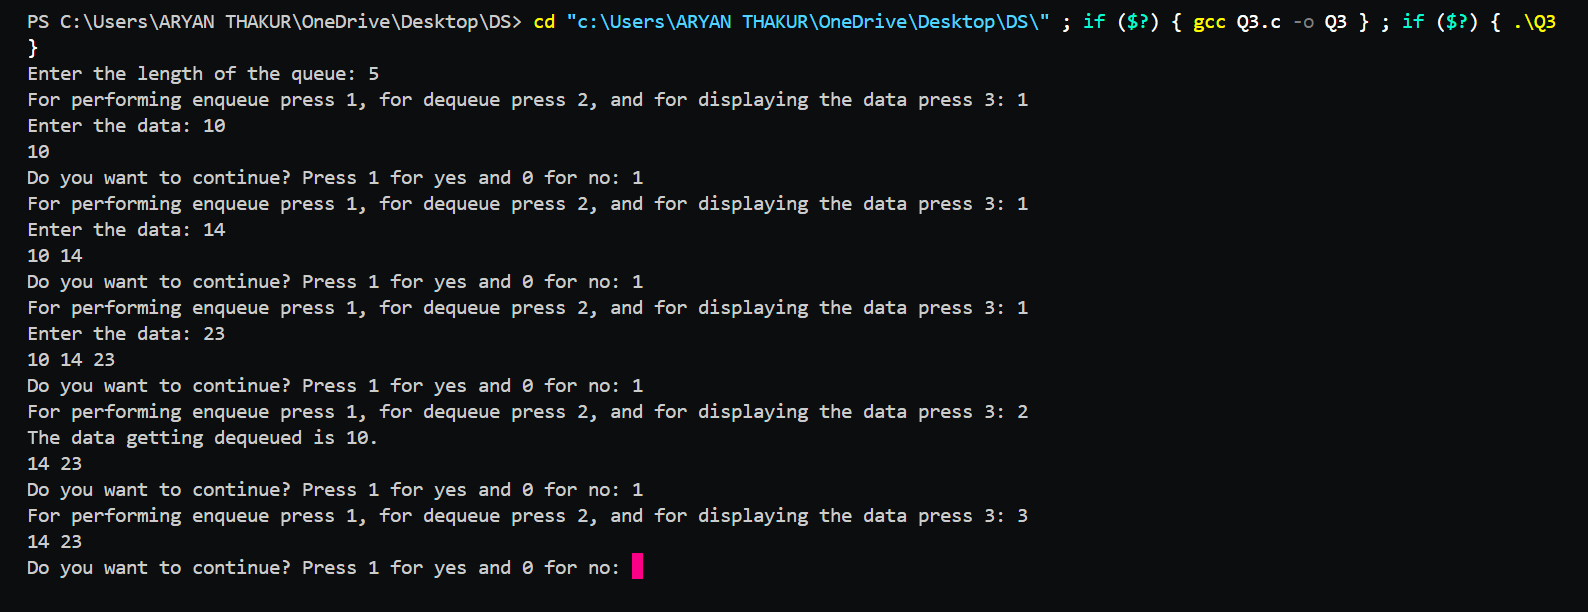 PS C:\Users\ARYAN THAKUR\OneDrive\Desktop\DS> cd "c:\Users\ARYAN THAKUR\OneDrive\Desktop\DS\" ; if ($?) { gcc Q3.c -o Q3 } ; if ($?) { .\Q3
}
Enter the length of the queue: 5
For performing enqueue press 1, for dequeue press 2, and for displaying the data press 3: 1
Enter the data: 10
10
Do you want to continue? Press 1 for yes and 0 for no: 1
For performing enqueue press 1, for dequeue press 2, and for displaying the data press 3: 1
Enter the data: 14
10 14
Do you want to continue? Press 1 for yes and 0 for no: 1
For performing enqueue press 1, for dequeue press 2, and for displaying the data press 3: 1
Enter the data: 23
10 14 23
Do you want to continue? Press 1 for yes and 0 for no: 1
For performing enqueue press 1, for dequeue press 2, and for displaying the data press 3: 2
The data getting dequeued is 10.
14 23
Do you want to continue? Press 1 for yes and 0 for no: 1
For performing enqueue press 1, for dequeue press 2, and for displaying the data press 3: 3
14 23
Do you want to continue? Press 1 for yes and 0 for no: